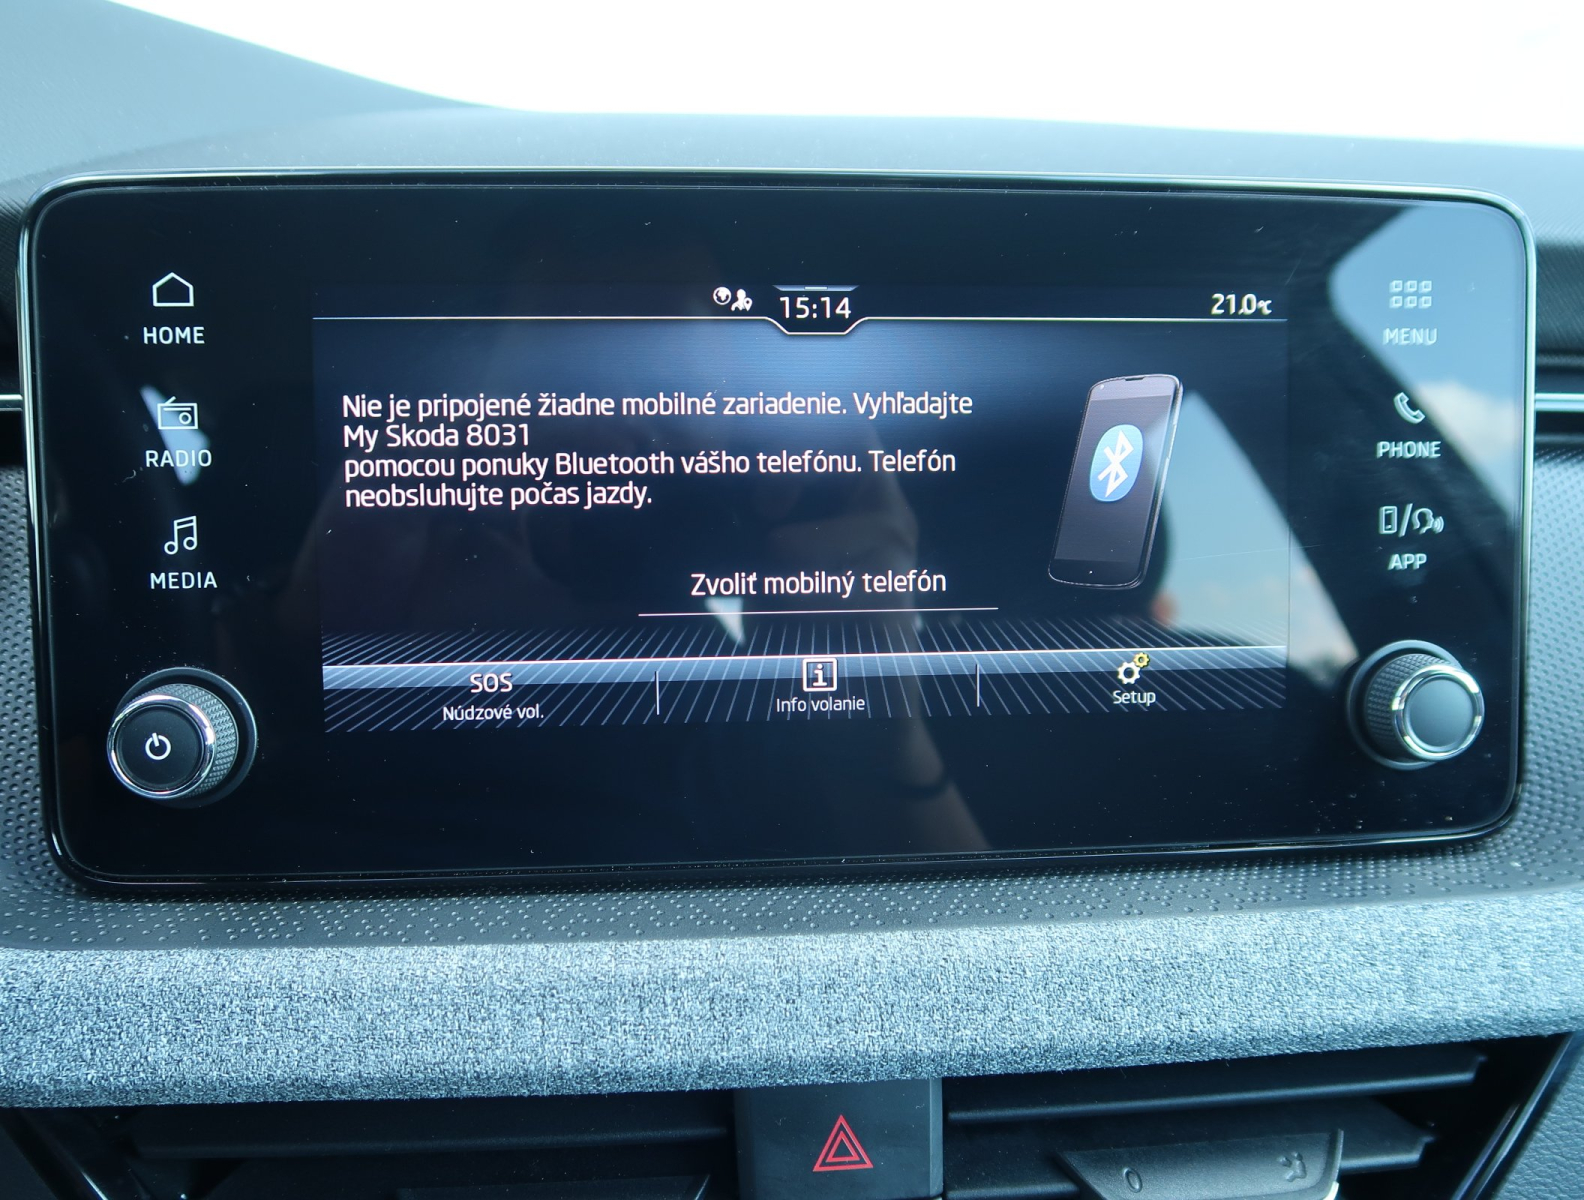 HOME
RADIO
MEDIA
15:14
21.0°C
Nie je pripojené žiadne mobilné zariadenie. Vyhľadajte
My Skoda 8031
pomocou ponuky Bluetooth vášho telefónu. Telefón
neobsluhujte počas jazdy.
Zvoliť mobilný telefón
SOS
Núdzové vol.
Info volanie
Setup
MENU
PHONE
APP